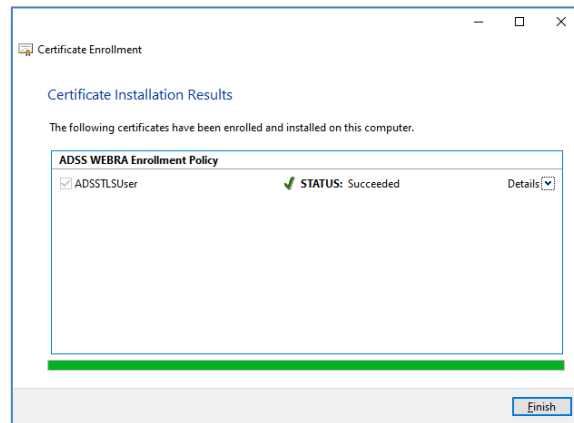 Certificate Enrollment
Certificate Installation Results
The following certificates have been enrolled and installed on this computer.
ADSS WEBRA Enrollment Policy
ADSSTLSUser STATUS: Succeeded Details
Finish